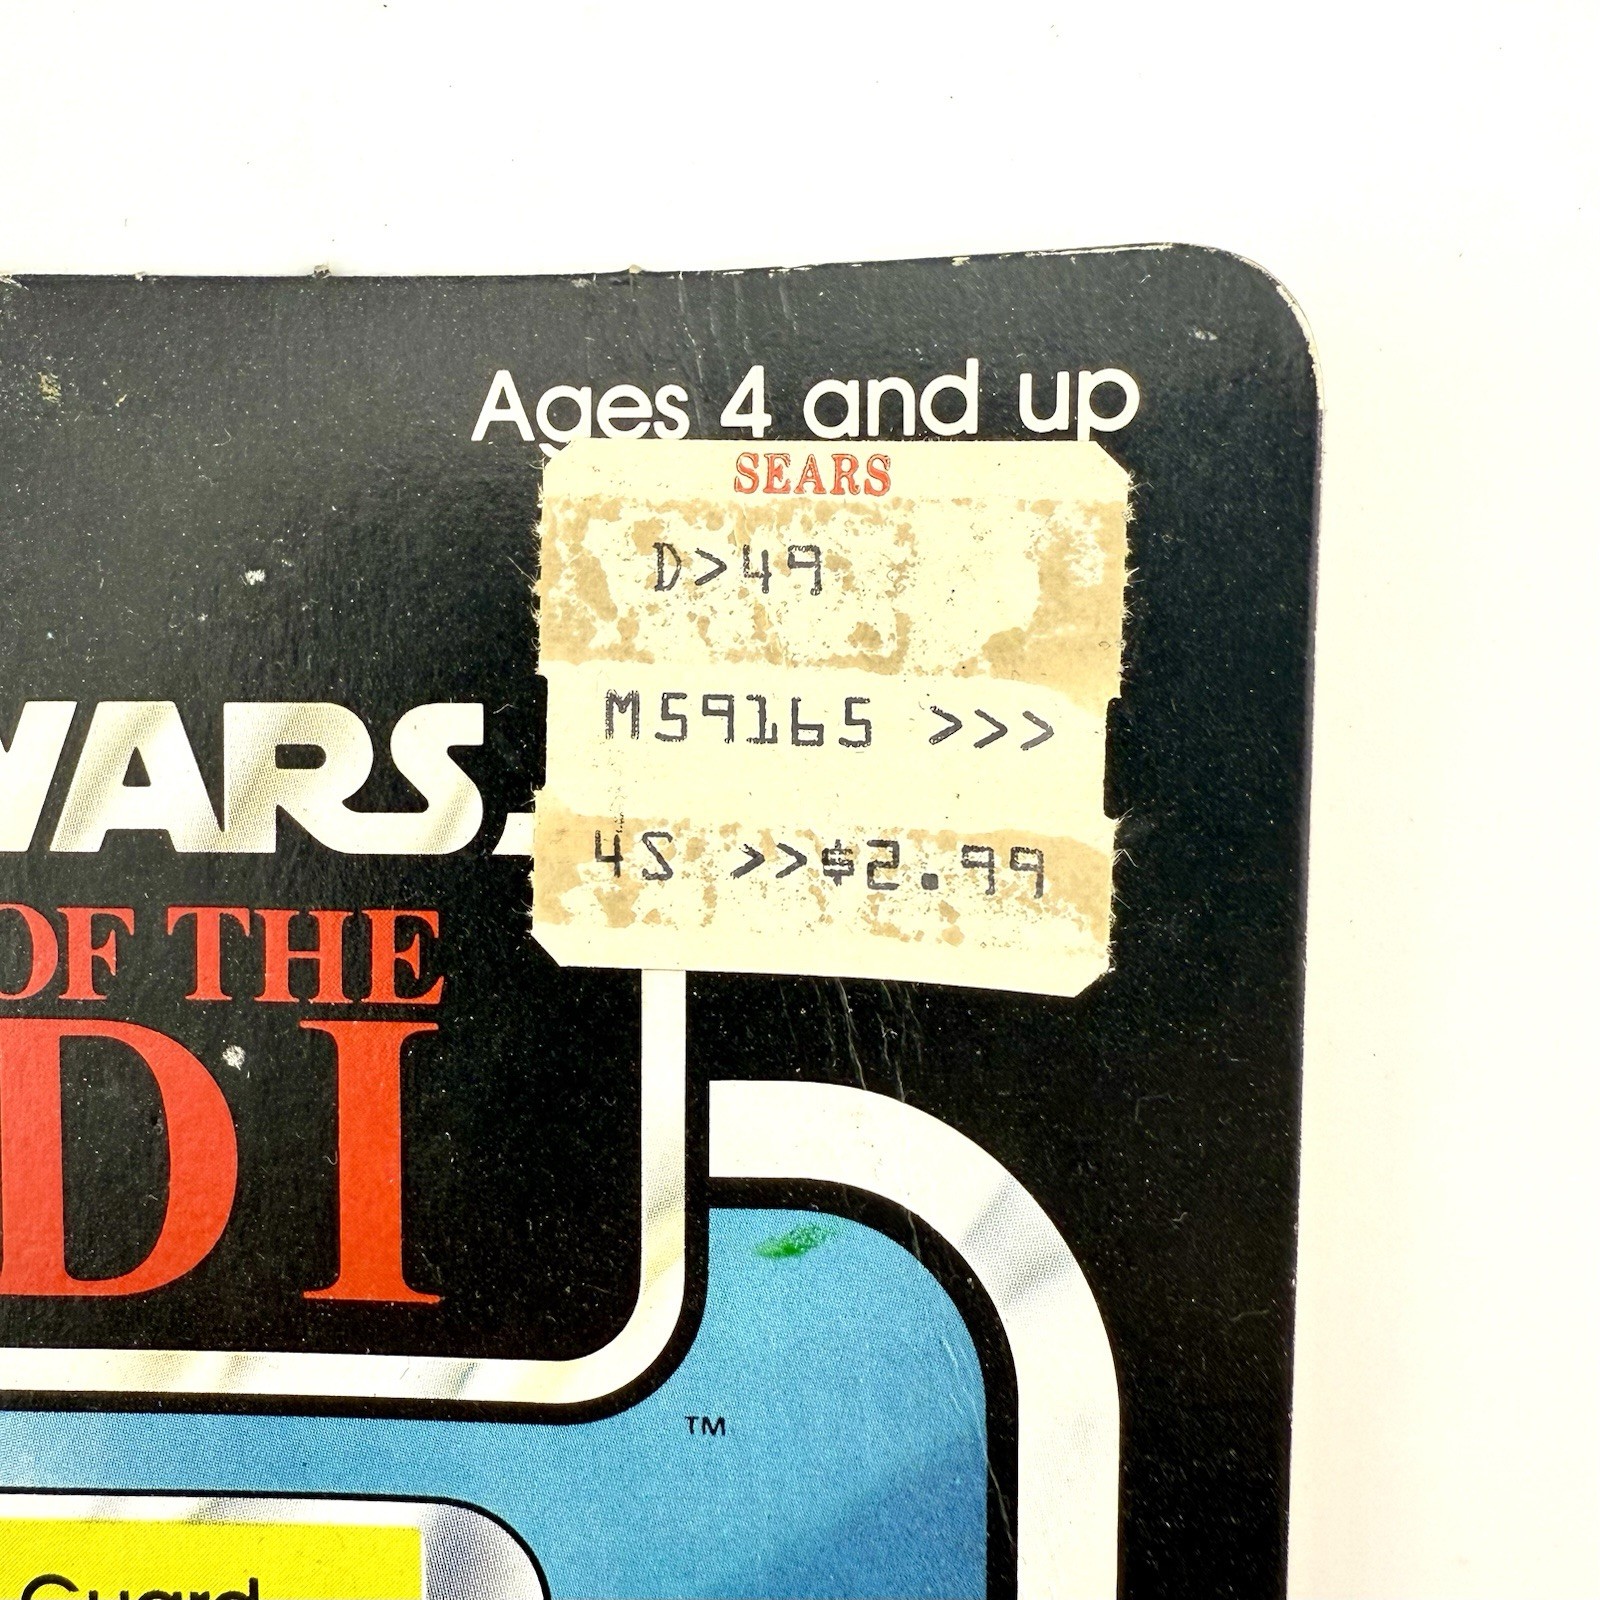 Ages 4 and up
SEARS
D>49
M59165 >>>
4S >>$2.99
WARS
OF THE
DI
TM
Guard